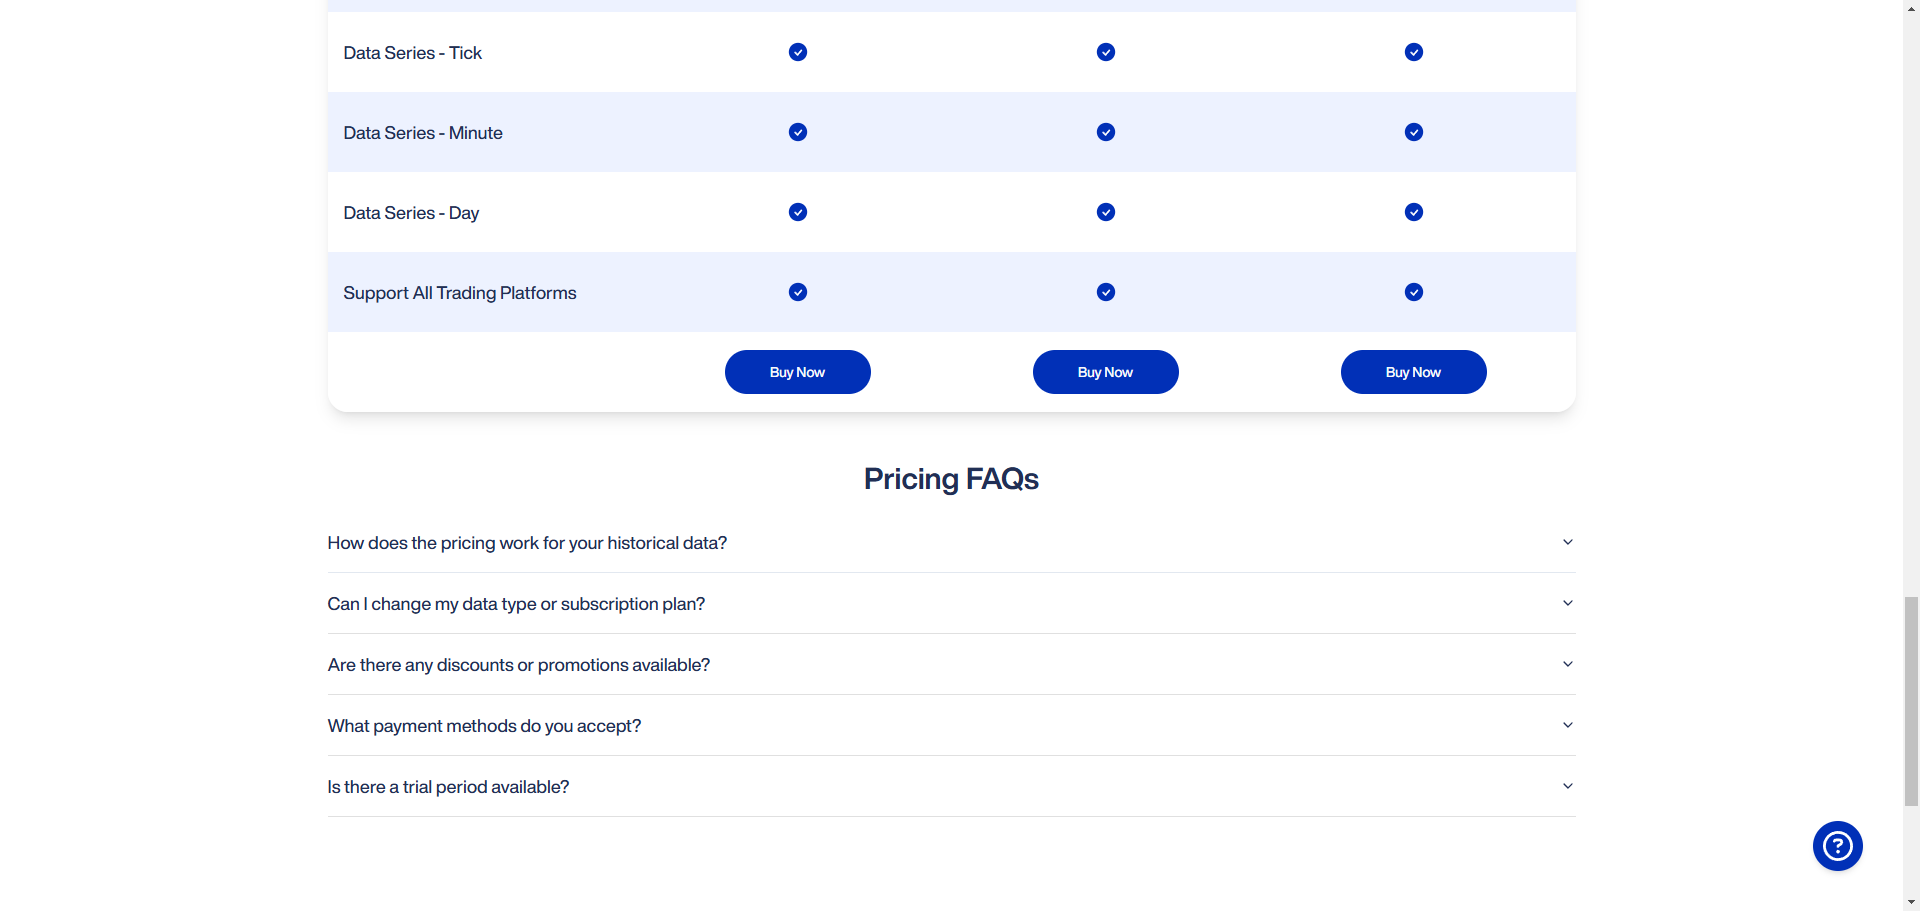 Data Series - Tick
Data Series - Minute
Data Series - Day
Support All Trading Platforms
Buy Now Buy Now Buy Now
Pricing FAQs
How does the pricing work for your historical data?
Can I change my data type or subscription plan?
Are there any discounts or promotions available?
What payment methods do you accept?
Is there a trial period available?
?